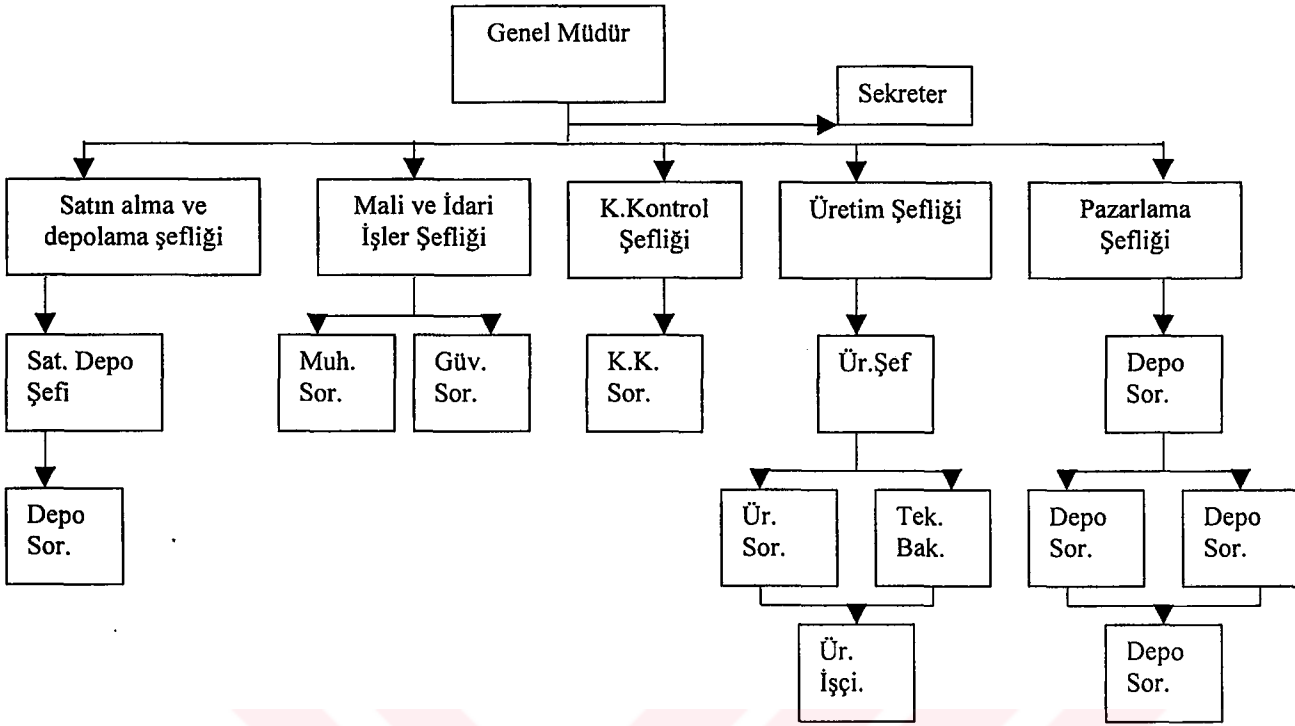 Genel Müdür
Sekreter
Satın alma ve
depolama şefliği
Mali ve İdari
İşler Şefliği
K.Kontrol
Şefliği
Üretim Şefliği
Pazarlama
Şefliği
Sat. Depo
Şefi
Muh.
Sor.
Güv.
Sor.
K.K.
Sor.
Ür.Şef
Depo
Sor.
Depo
Sor.
Ür.
Sor.
Tek.
Bak.
Depo
Sor.
Depo
Sor.
Ür.
İşçi.
Depo
Sor.